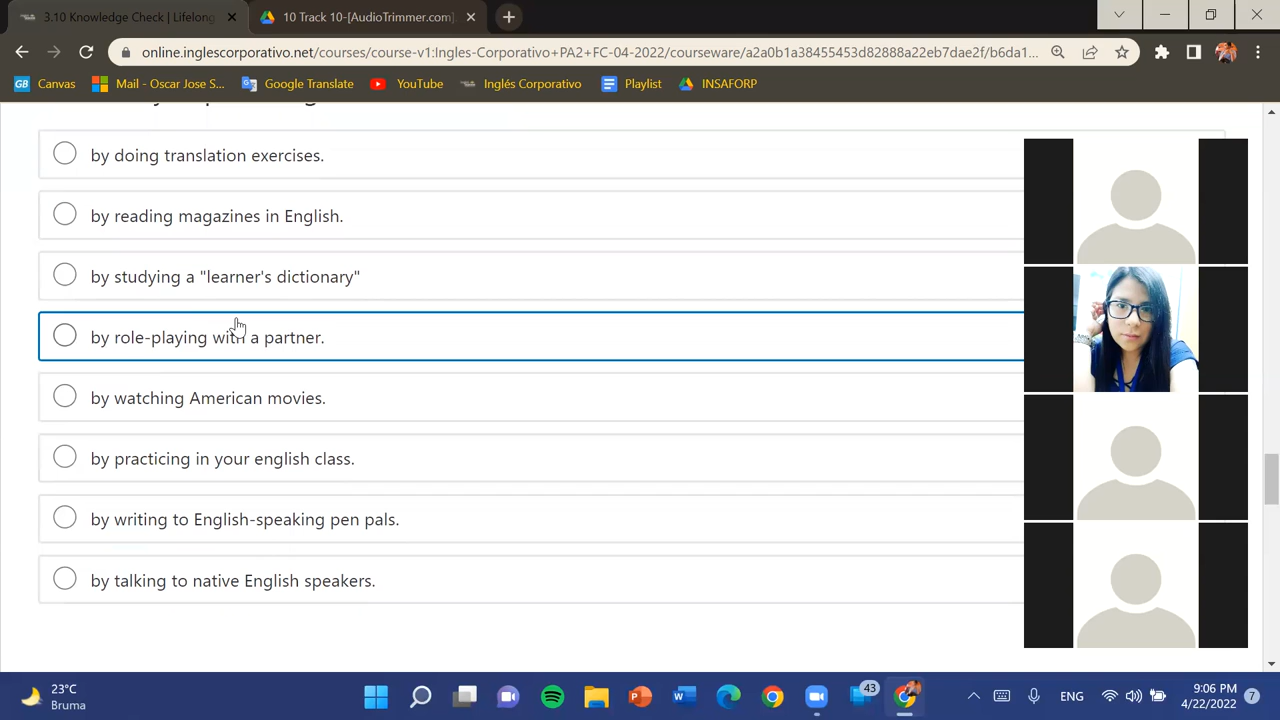 3.10 Knowledge Check | Lifelong
10 Track 10-[AudioTrimmer.com]
online.inglescorporativo.net/courses/course-v1:Ingles-Corporativo+PA2+FC-04-2022/courseware/a2a0b1a38455453d82888a22eb7dae2f/b6da1...
GB Canvas
Mail - Oscar Jose S...
Google Translate
YouTube
Inglés Corporativo
Playlist
INSAFORP
by doing translation exercises.
by reading magazines in English.
by studying a "learner's dictionary"
by role-playing with a partner.
by watching American movies.
by practicing in your english class.
by writing to English-speaking pen pals.
by talking to native English speakers.
23°C
Bruma
43
ENG
9:06 PM
4/22/2022
7